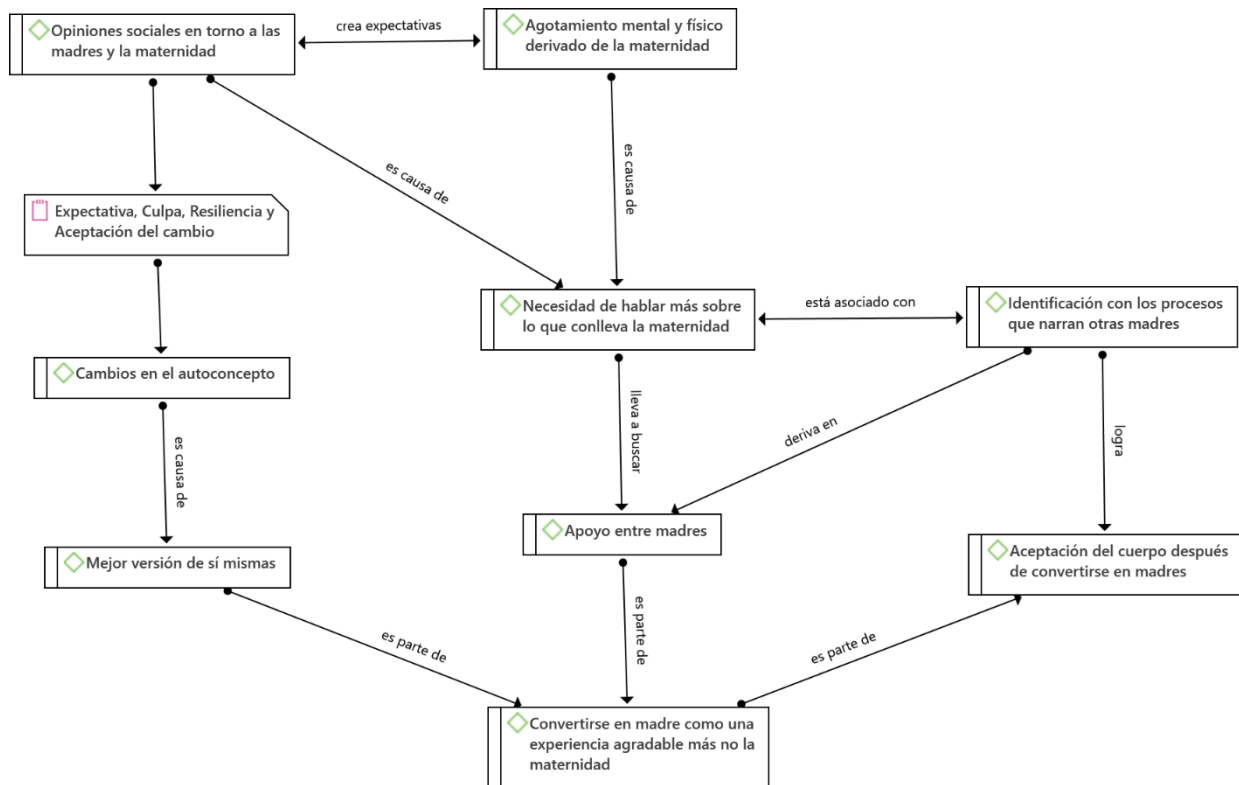 Opiniones sociales en torno a las
madres y la maternidad
crea expectativas
Agotamiento mental y físico
derivado de la maternidad
es causa de
es causa de
Expectativa, Culpa, Resiliencia y
Aceptación del cambio
Necesidad de hablar más sobre
lo que conlleva la maternidad
está asociado con
Identificación con los procesos
que narran otras madres
Cambios en el autoconcepto
es causa de
lleva a buscar
deriva en
logra
Apoyo entre madres
Mejor versión de sí mismas
Aceptación del cuerpo después
de convertirse en madres
es parte de
es parte de
es parte de
Convertirse en madre como una
experiencia agradable más no la
maternidad